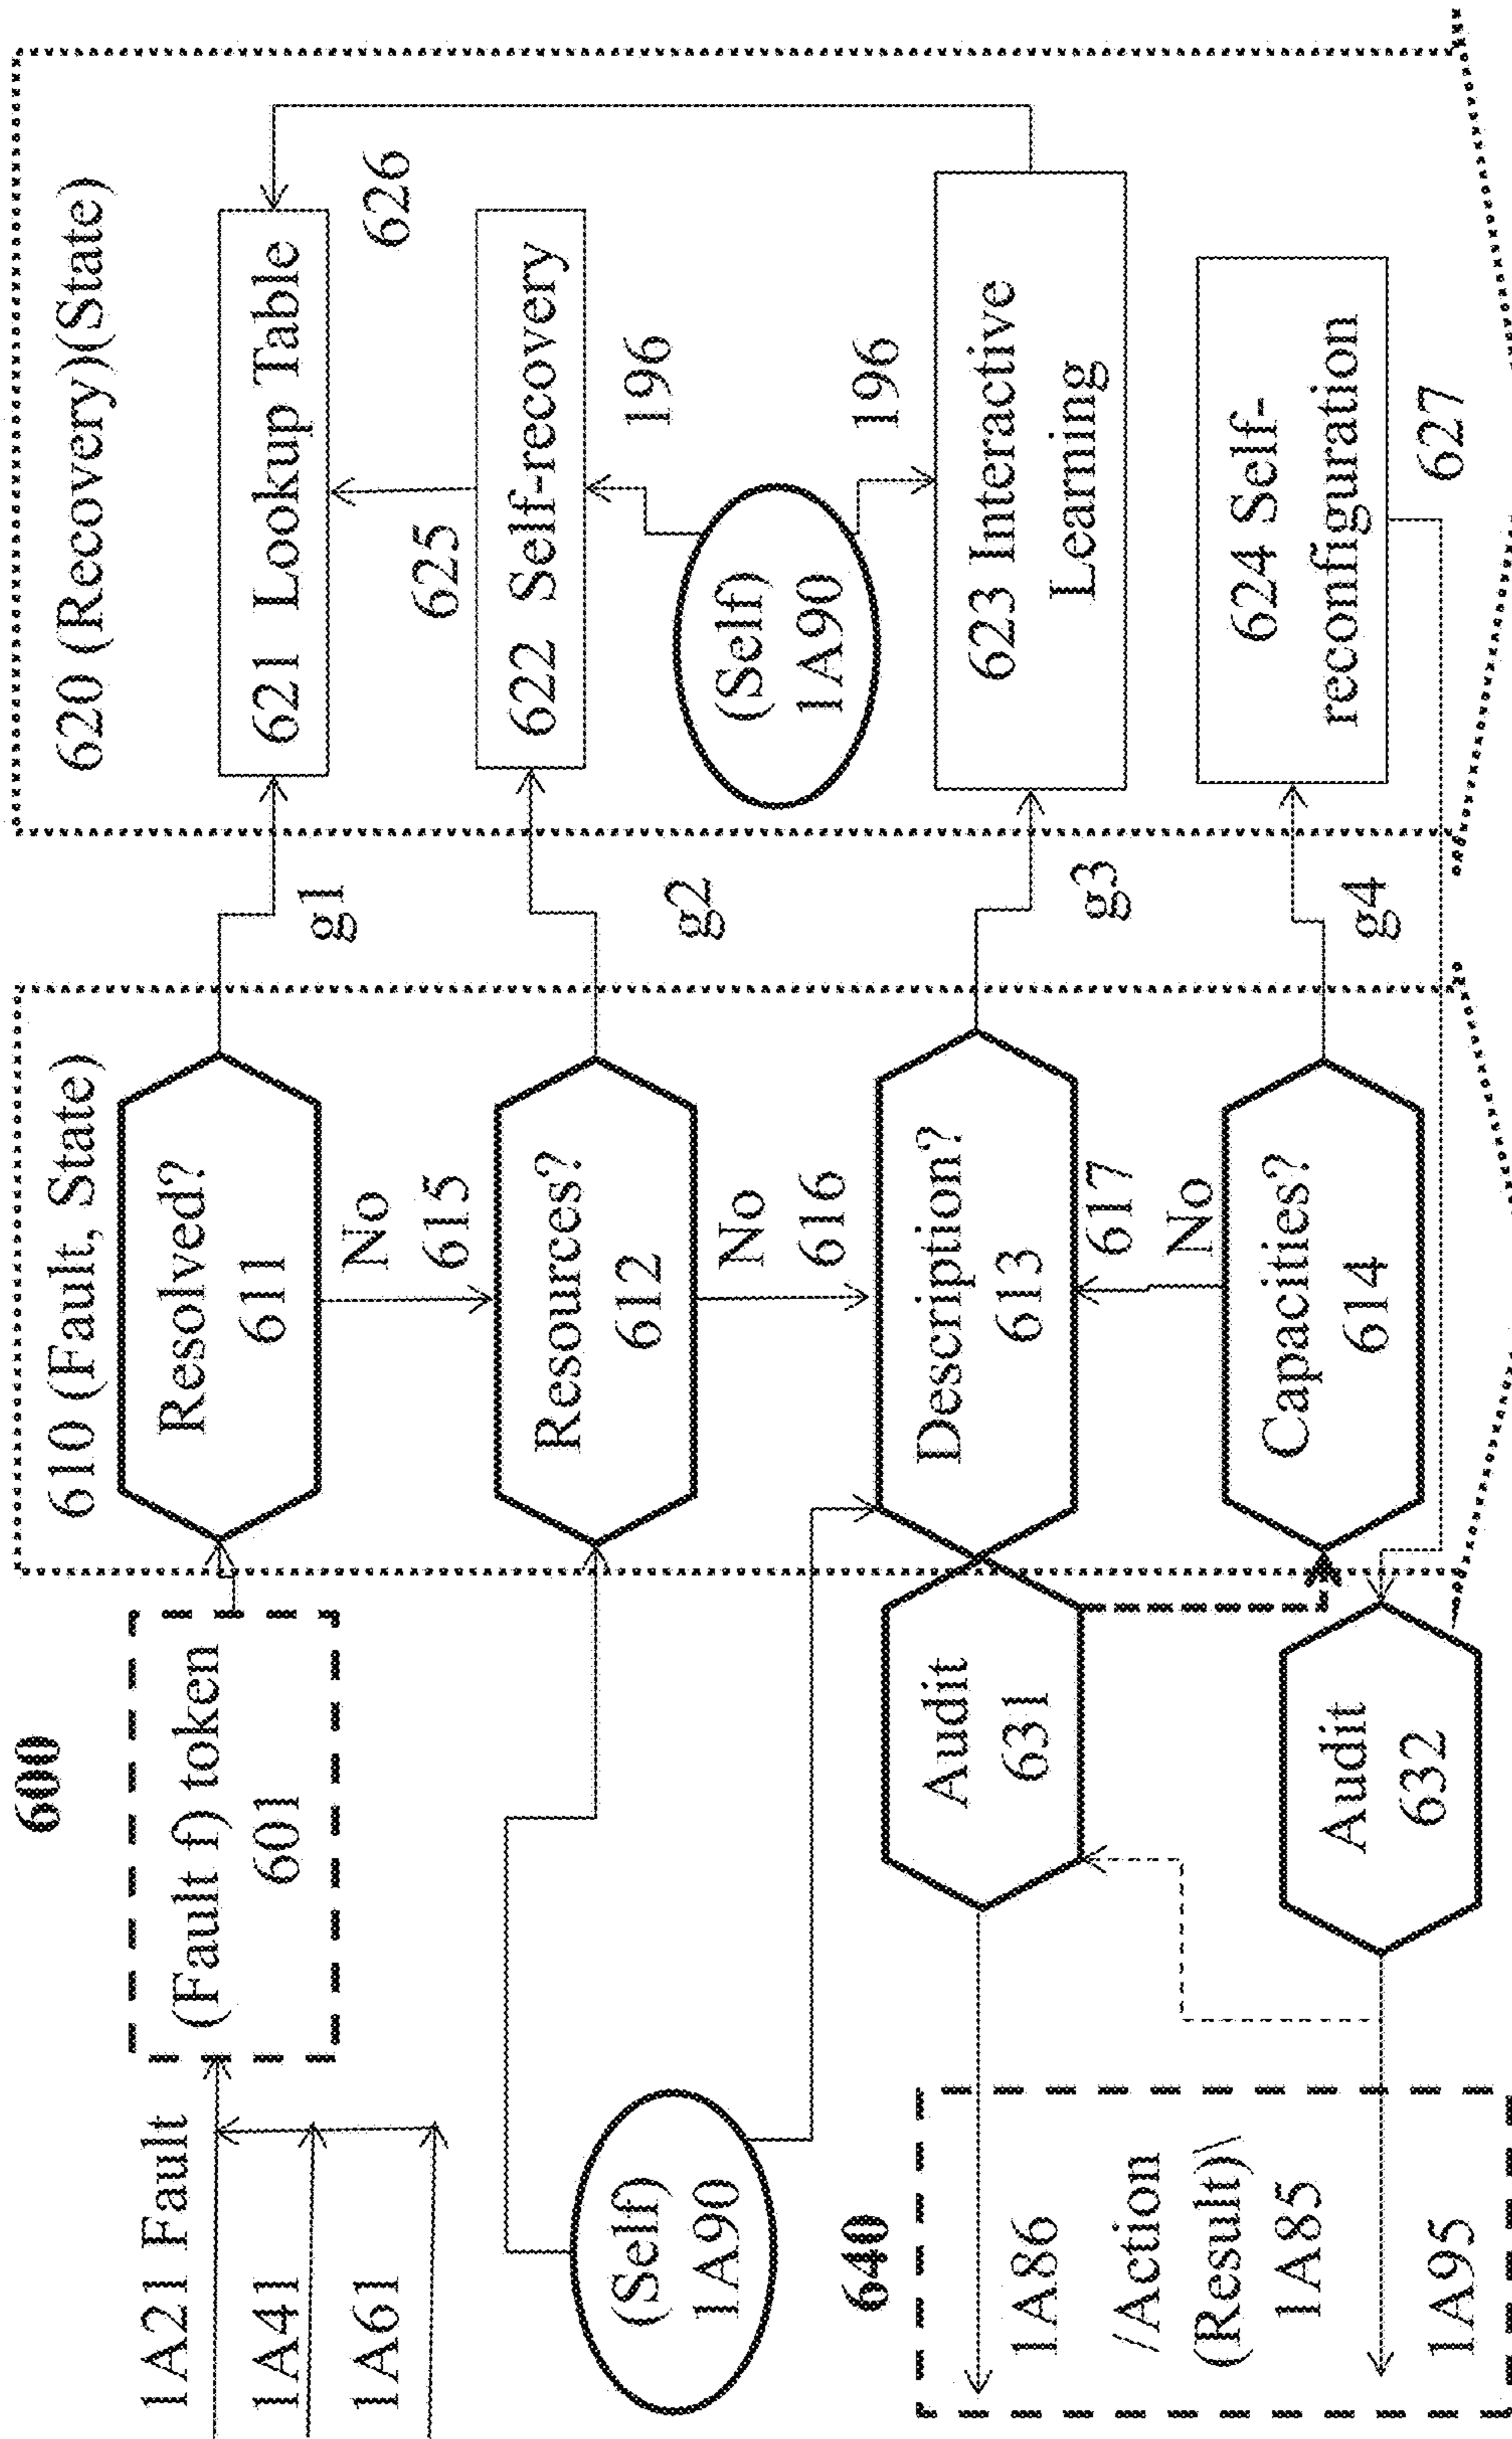 600
1A21 Fault
1A41
1A61
(Fault f) token
601
610 (Fault, State)
Resolved?
611
No
615
Resources?
612
No
616
Description?
613
617
No
Capacities?
614
g1
g2
g3
g4
620 (Recovery)(State)
621 Lookup Table
626
625
622 Self-recovery
196
(Self)
1A90
196
623 Interactive
Learning
624 Self-
reconfiguration
627
(Self)
1A90
Audit
631
Audit
632
640
1A86
/Action
(Result)\
1A85
1A95